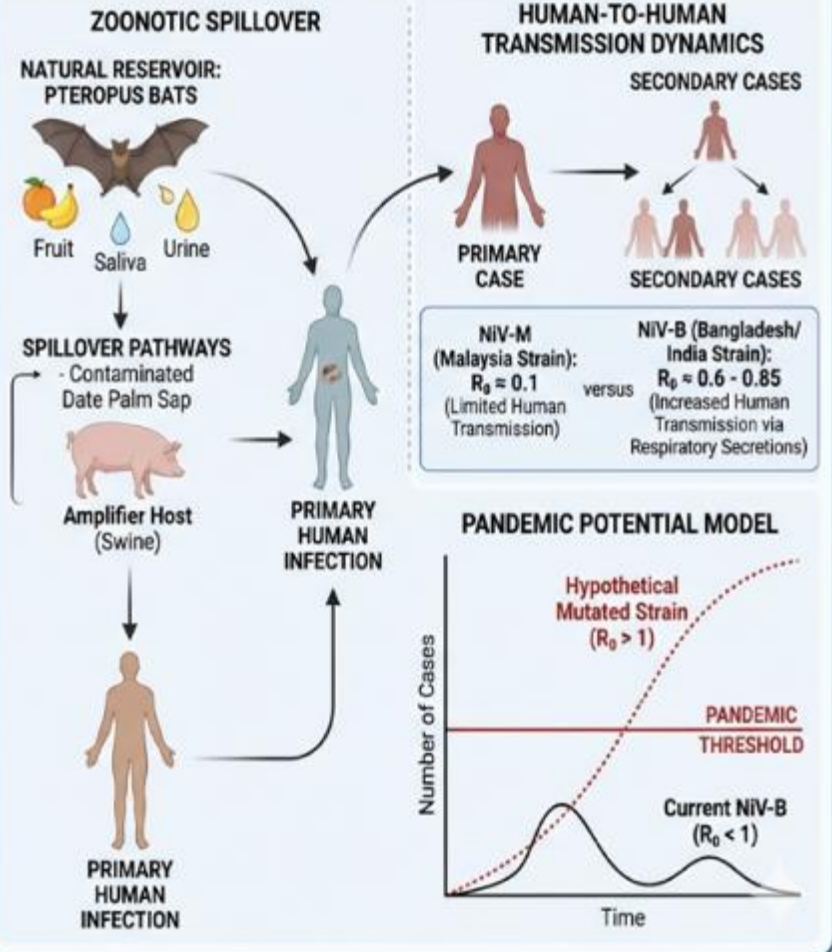 ZOONOTIC SPILLOVER
NATURAL RESERVOIR:
PTEROPUS BATS
Fruit
Saliva
Urine
SPILLOVER PATHWAYS
- Contaminated
Date Palm Sap
Amplifier Host
(Swine)
PRIMARY
HUMAN
INFECTION
PRIMARY
HUMAN
INFECTION
HUMAN-TO-HUMAN
TRANSMISSION DYNAMICS
SECONDARY CASES
PRIMARY
CASE
SECONDARY CASES
NiV-M
(Malaysia Strain):
R₀ ≈ 0.1
(Limited Human
Transmission)
versus
NiV-B (Bangladesh/
India Strain):
R₀ ≈ 0.6 - 0.85
(Increased Human
Transmission via
Respiratory Secretions)
PANDEMIC POTENTIAL MODEL
Number of Cases
Hypothetical
Mutated Strain
(R₀ > 1)
PANDEMIC
THRESHOLD
Current NiV-B
(R₀ < 1)
Time